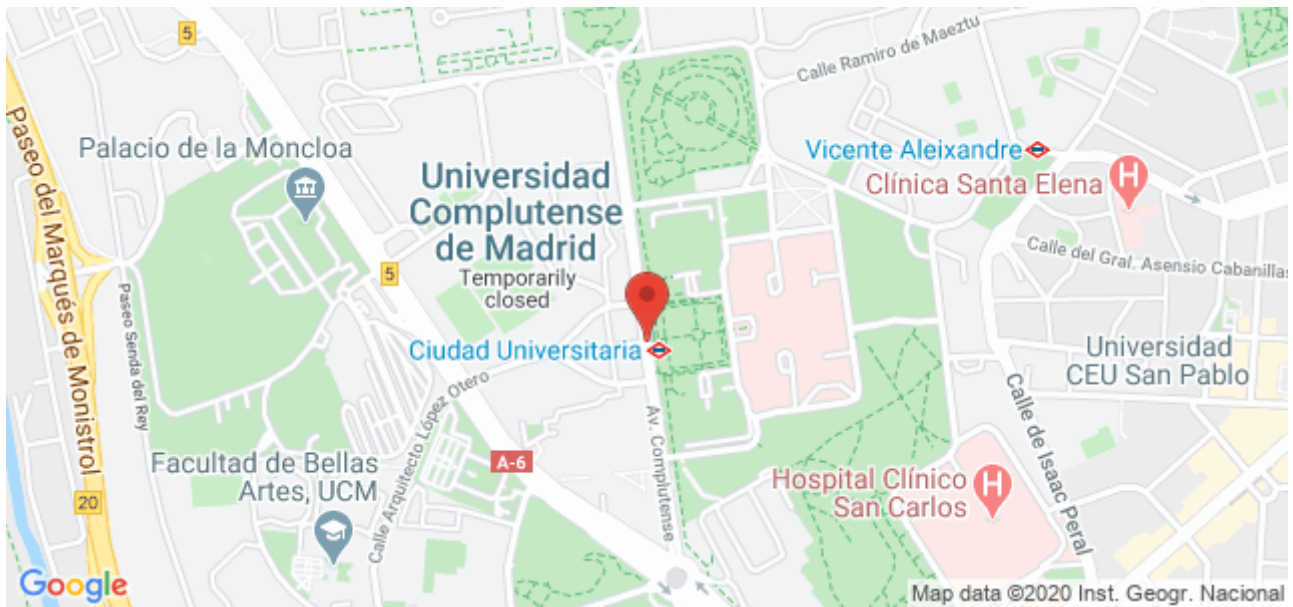 5
Calle Ramiro de Maeztu
Paseo del Marqués de Monistrol
Palacio de la Moncloa
Universidad
Complutense
de Madrid
Temporarily
closed
Vicente Aleixandre
Clínica Santa Elena
H
Calle del Gral. Asensio Cabanillas
5
Paseo Senda del Rey
Ciudad Universitaria
Universidad
CEU San Pablo
Calle Arquitecto López Otero
Av. Complutense
Calle de Isaac Peral
A-6
Facultad de Bellas
Artes, UCM
20
Hospital Clínico
San Carlos
H
Google
Map data ©2020 Inst. Geogr. Nacional